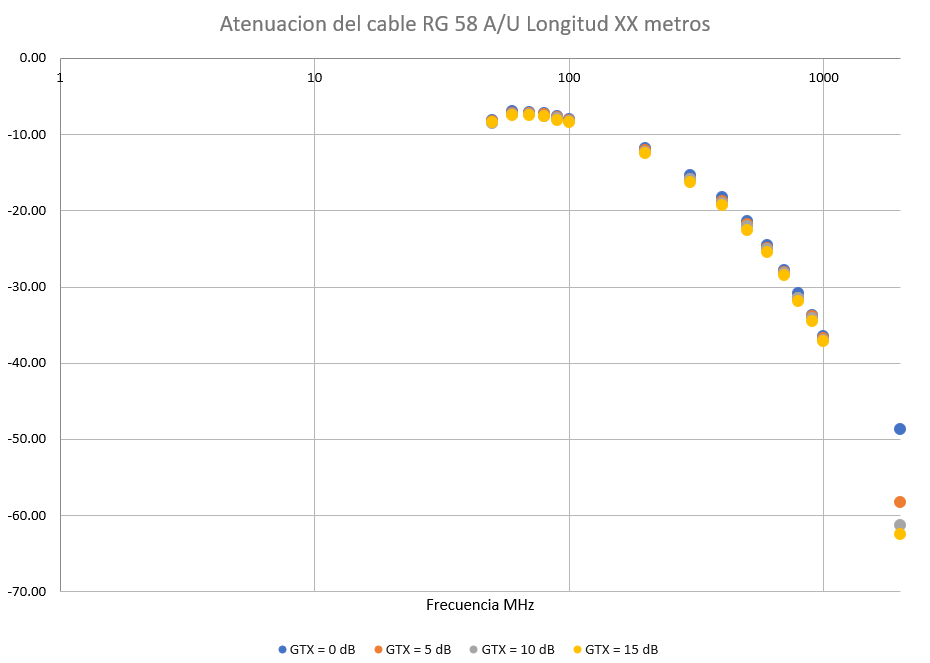 Atenuacion del cable RG 58 A/U Longitud XX metros
0.00
1 10 100 1000
-10.00
-20.00
-30.00
-40.00
-50.00
-60.00
-70.00
Frecuencia MHz
GTX = 0 dB GTX = 5 dB GTX = 10 dB GTX = 15 dB